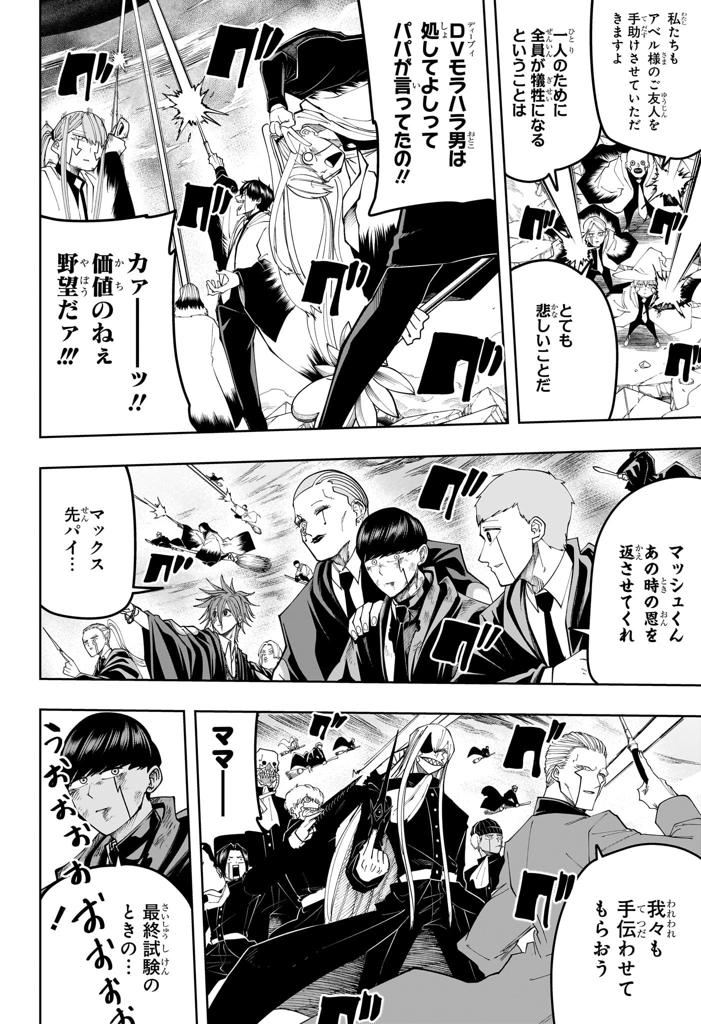 私たちも
アベル様のご友人を
手助けさせていただ
きますよ
一人のために
全員が犠牲になる
ということは
とても
悲しいことだ
DVモラハラ男は
処してよしって
パパが言ってたの!!
カァーーッ!!
価値のねぇ
野望だァ!!!
マッシュくん
あの時の恩を
返させてくれ
マックス
先パイ…
我々も
手伝わせて
もらおう
ママー
最終試験の
ときの…
うおおおお
おおおおお!